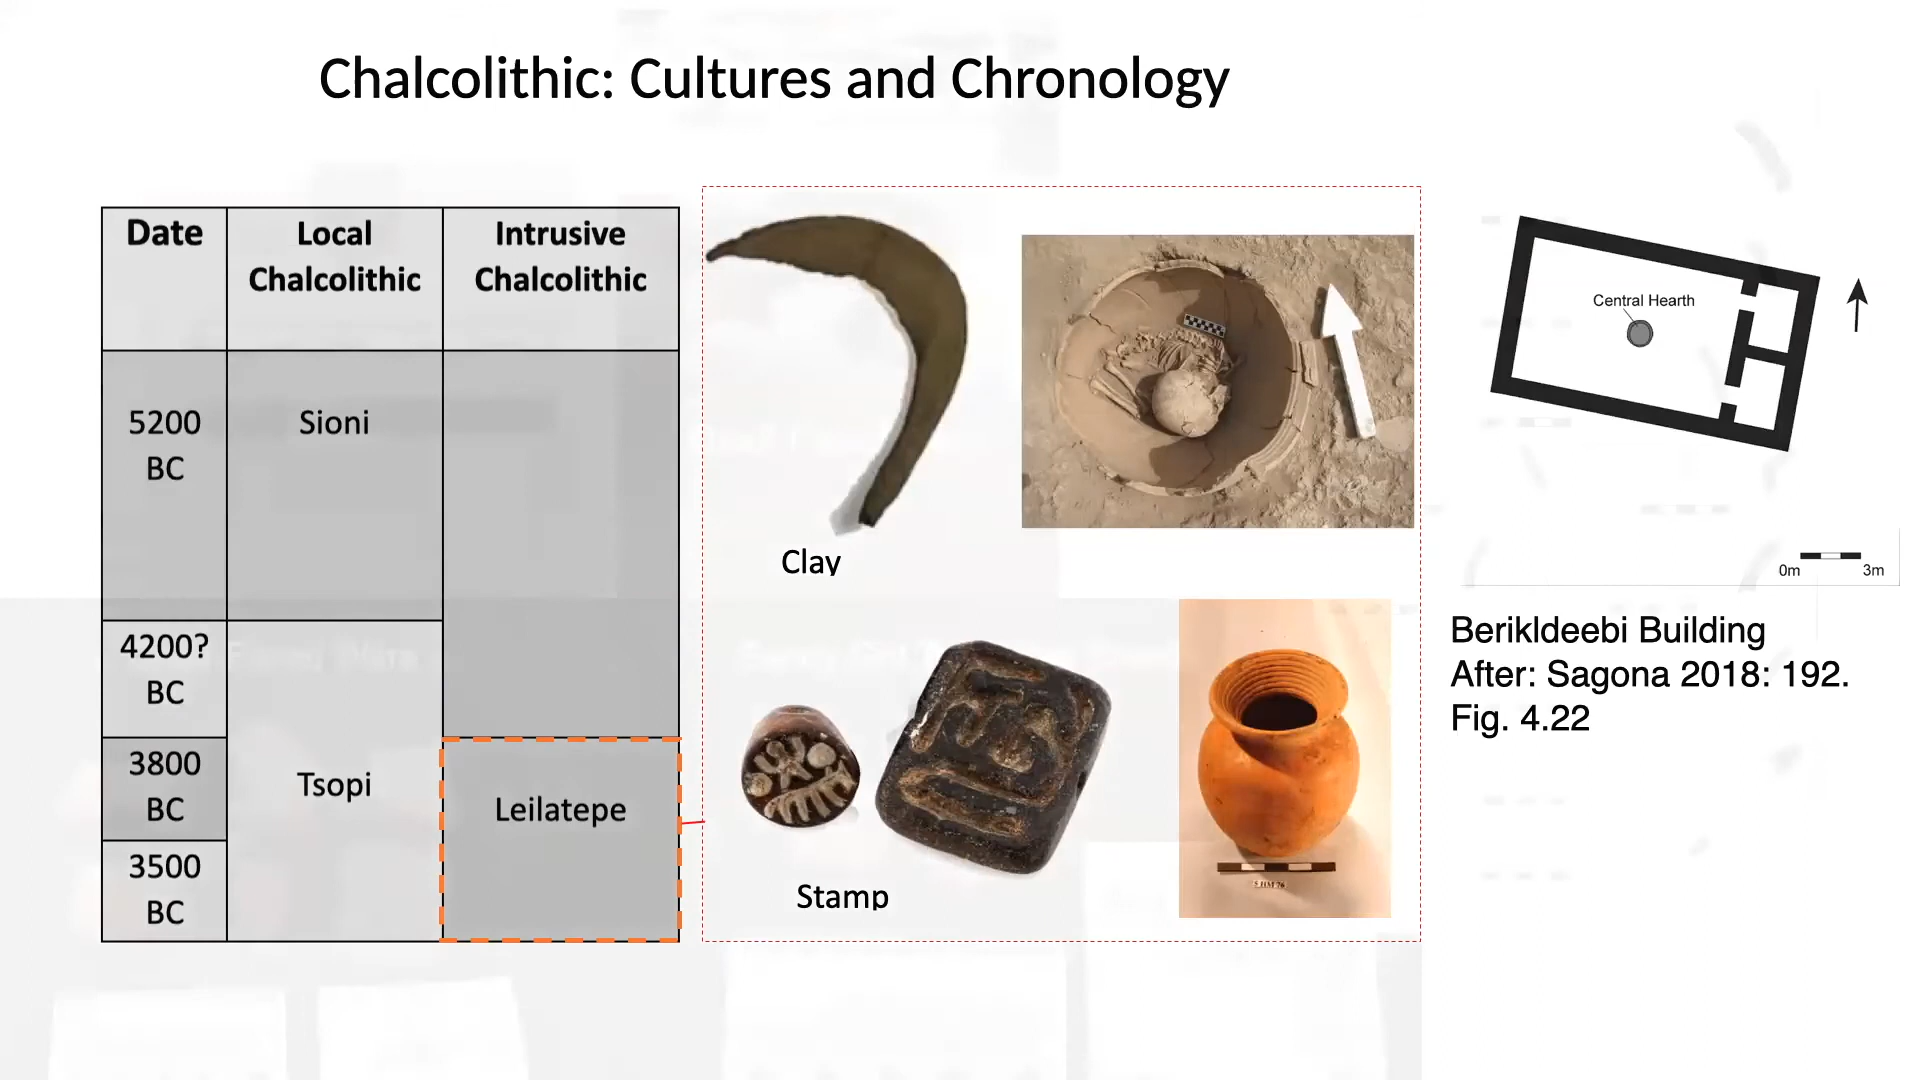 Chalcolithic: Cultures and Chronology
Date
Local
Chalcolithic
Intrusive
Chalcolithic
5200
BC
Sioni
4200?
BC
3800
BC
Tsopi
Leilatepe
3500
BC
Clay
Stamp
Central Hearth
0m 3m
Berikldeebi Building
After: Sagona 2018: 192.
Fig. 4.22